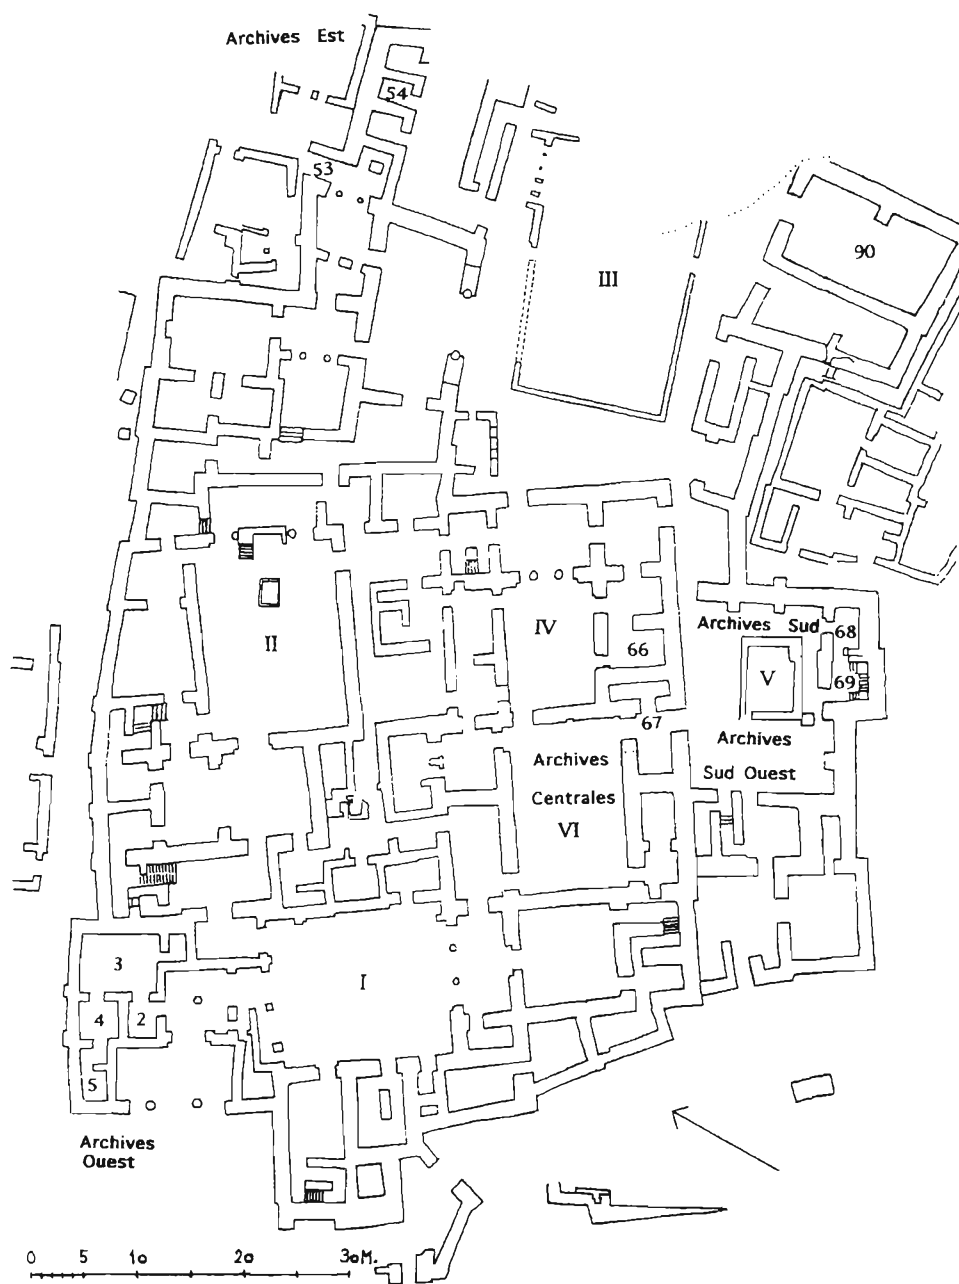 Archives Est
54
53
III
90
Archives Sud
68
II
IV
66
V
69
67
Archives
Sud Ouest
Archives
Centrales
VI
3
I
4
2
5
Archives
Ouest
0 5 10 20 30M.